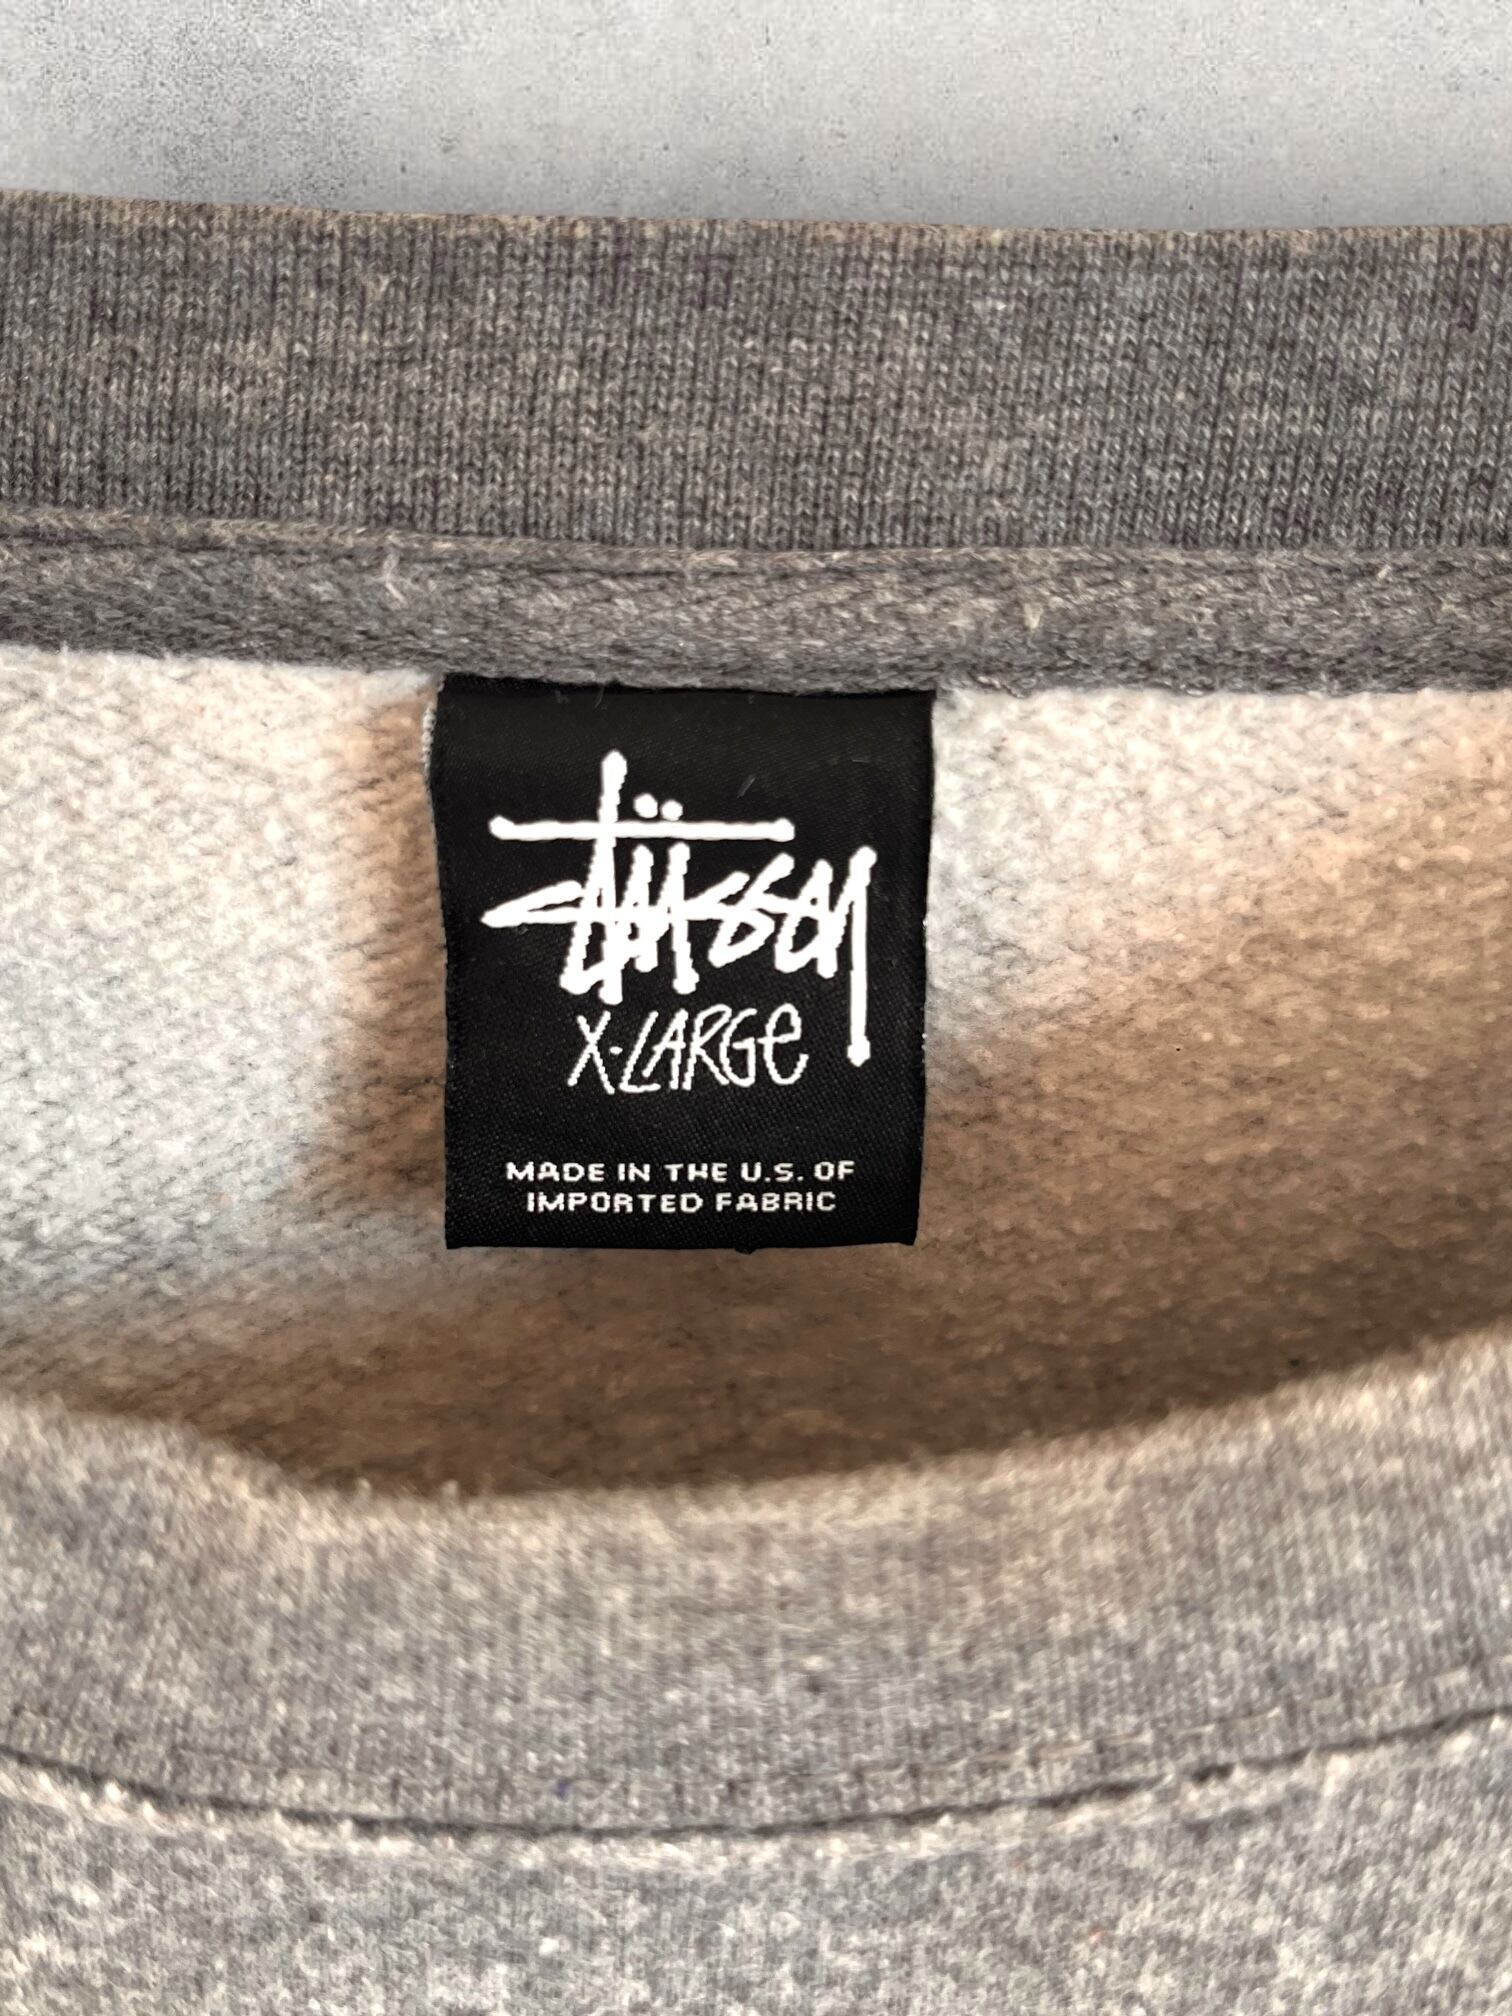 Stüssy
X-LARGE
MADE IN THE U.S. OF
IMPORTED FABRIC